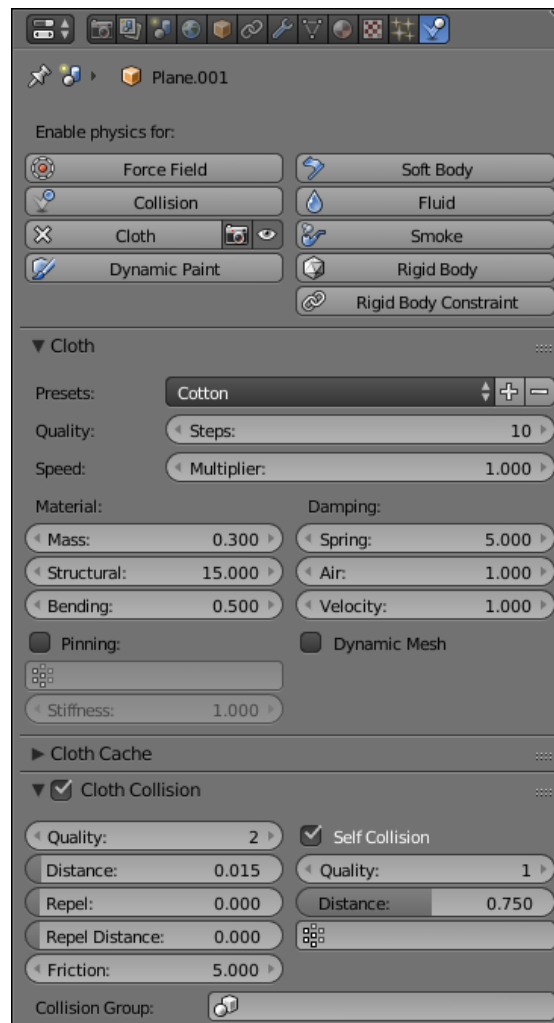 Plane.001
Enable physics for:
Force Field
Soft Body
Collision
Fluid
Cloth
Smoke
Dynamic Paint
Rigid Body
Rigid Body Constraint
Cloth
Presets: Cotton
Quality: Steps: 10
Speed: Multiplier: 1.000
Material: Damping:
Mass: 0.300 Spring: 5.000
Structural: 15.000 Air: 1.000
Bending: 0.500 Velocity: 1.000
Pinning: Dynamic Mesh
Stiffness: 1.000
Cloth Cache
Cloth Collision
Quality: 2 Self Collision
Distance: 0.015 Quality: 1
Repel: 0.000 Distance: 0.750
Repel Distance: 0.000
Friction: 5.000
Collision Group: